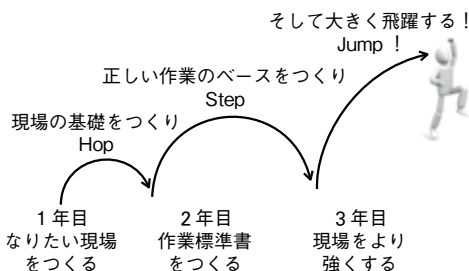 そして大きく飛躍する！
Jump ！
正しい作業のベースをつくり
Step
現場の基礎をつくり
Hop
1 年目
なりたい現場
をつくる
2 年目
作業標準書
をつくる
3 年目
現場をより
強くする